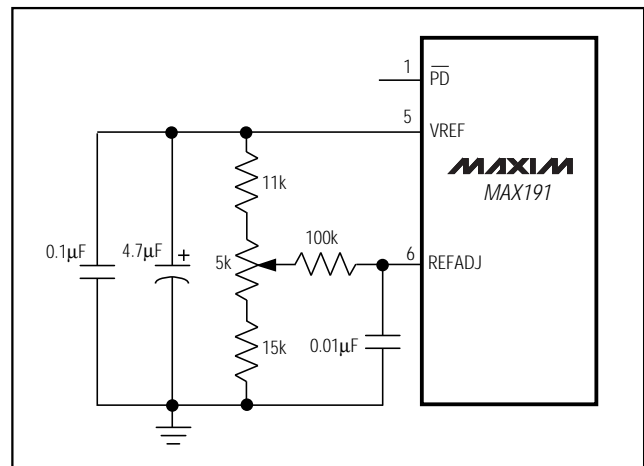 1
PD
5
VREF
MAXIM
MAX191
11k
100k
0.1μF
4.7μF
+
5k
6
REFADJ
15k
0.01μF